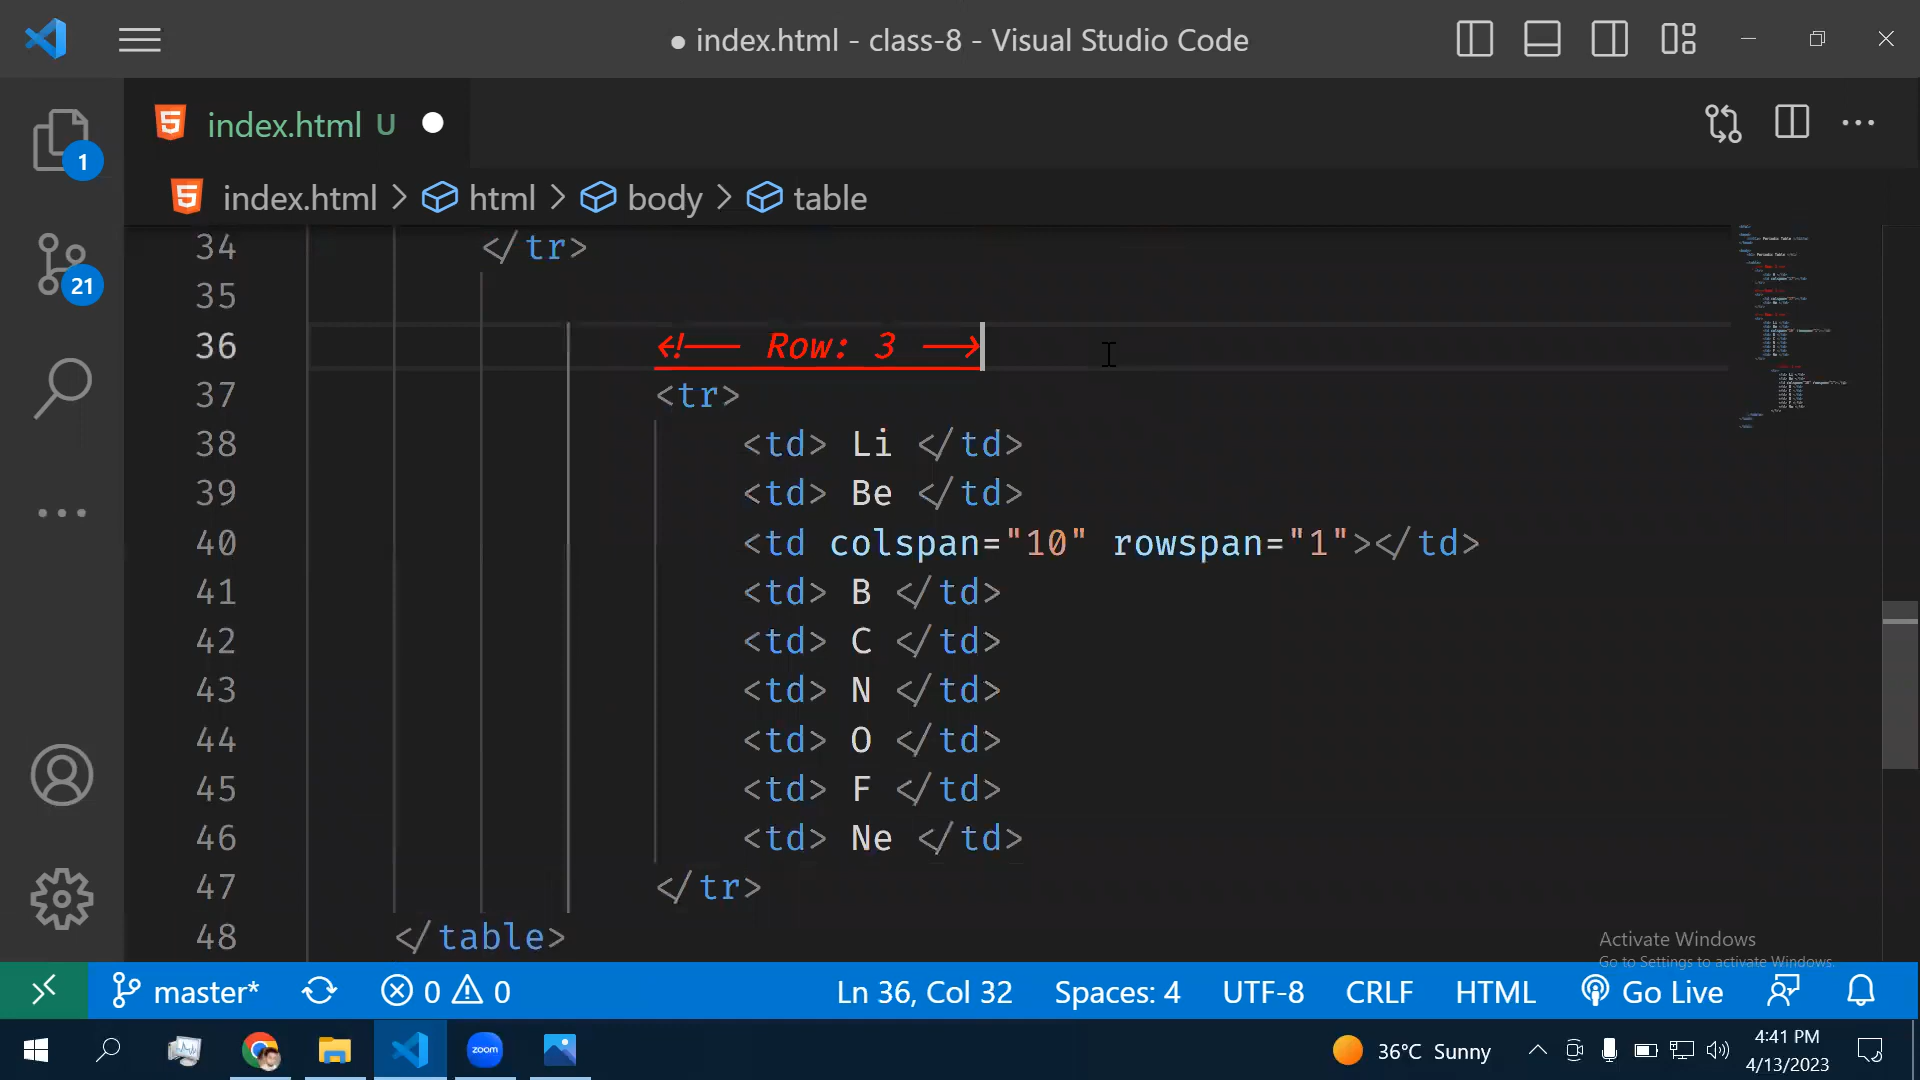 ● index.html - class-8 - Visual Studio Code
index.html U ●
1
index.html > html > body > table
21
34 </tr>
35
36 <!-- Row: 3 -->
37 <tr>
38 <td> Li </td>
39 <td> Be </td>
40 <td colspan="10" rowspan="1"></td>
41 <td> B </td>
42 <td> C </td>
43 <td> N </td>
44 <td> O </td>
45 <td> F </td>
46 <td> Ne </td>
47 </tr>
48 </table>
Activate Windows
Go to Settings to activate Windows.
master* 0 0 Ln 36, Col 32 Spaces: 4 UTF-8 CRLF HTML Go Live
zoom 36°C Sunny 4:41 PM
4/13/2023